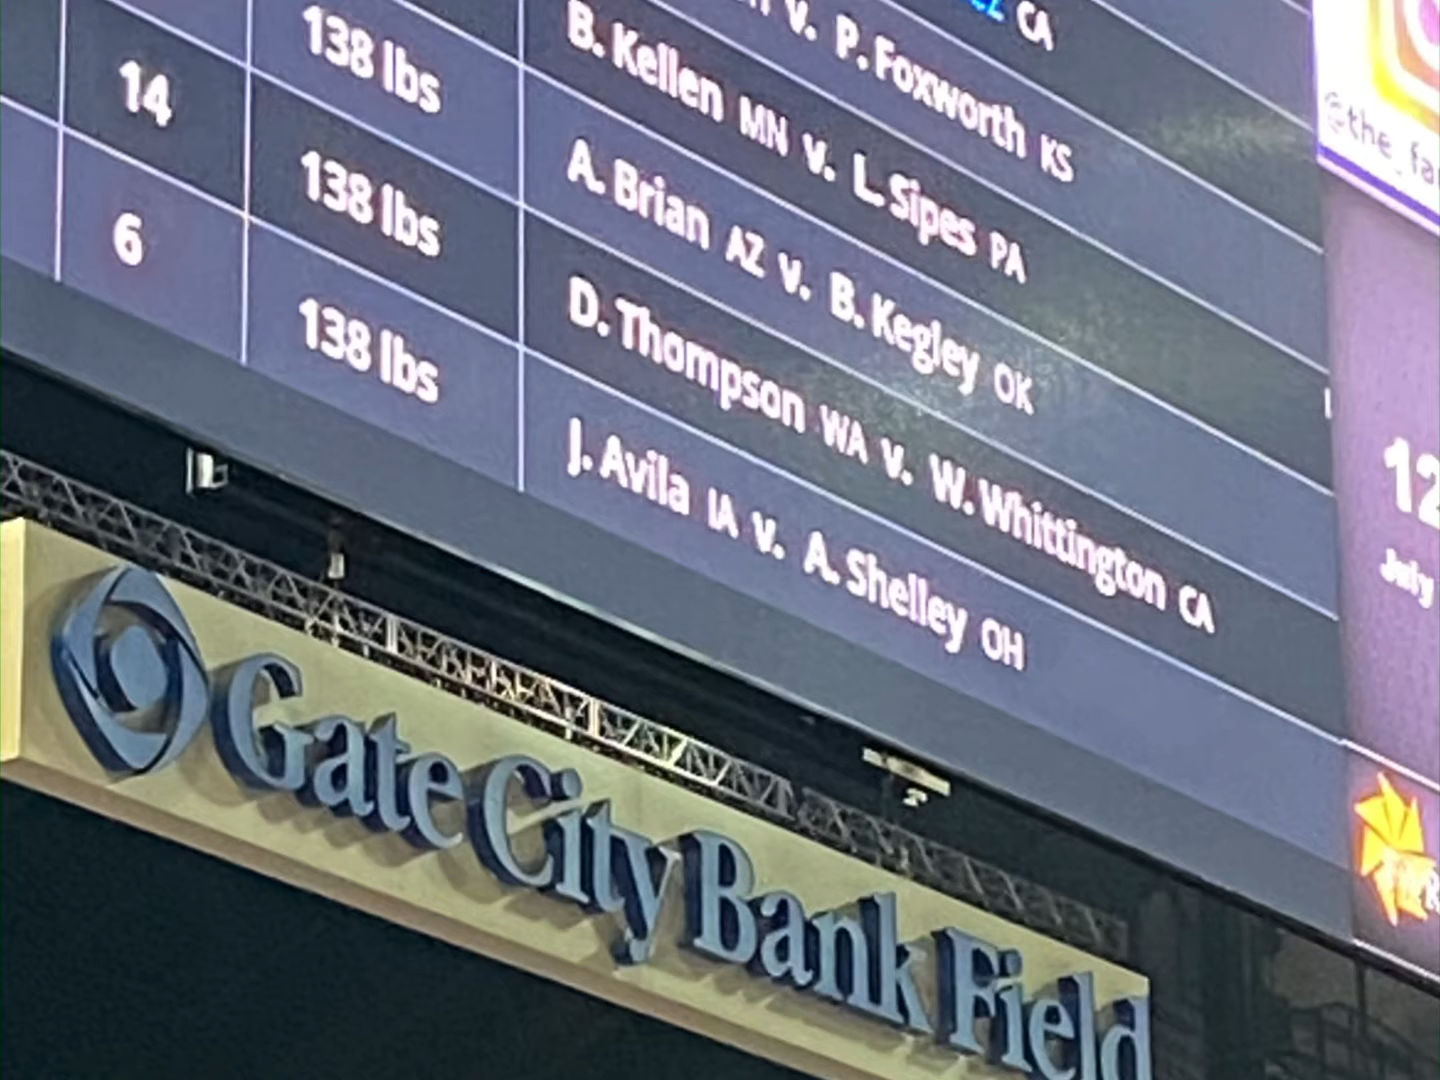 CA
v. P. Foxworth KS
B. Kellen MN v. L. Sipes PA
138 lbs A. Brian AZ v. B. Kegley OK
14 138 lbs D. Thompson WA v. W. Whittington CA
6 138 lbs J. Avila IA v. A. Shelley OH
@the_fa
12
July
Gate City Bank Field